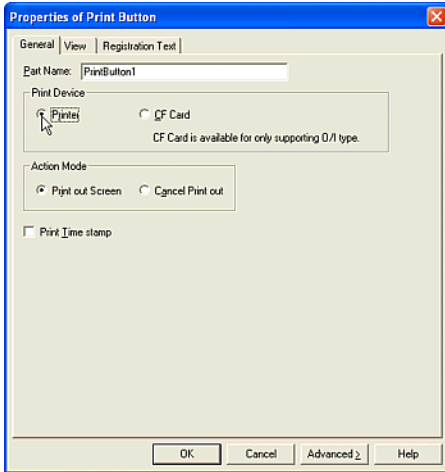 Properties of Print Button
General View Registration Text
Part Name: PrintButton1
Print Device
Printer CF Card
CF Card is available for only supporting O/I type.
Action Mode
Print out Screen Cancel Print out
Print Time stamp
OK Cancel Advanced > Help